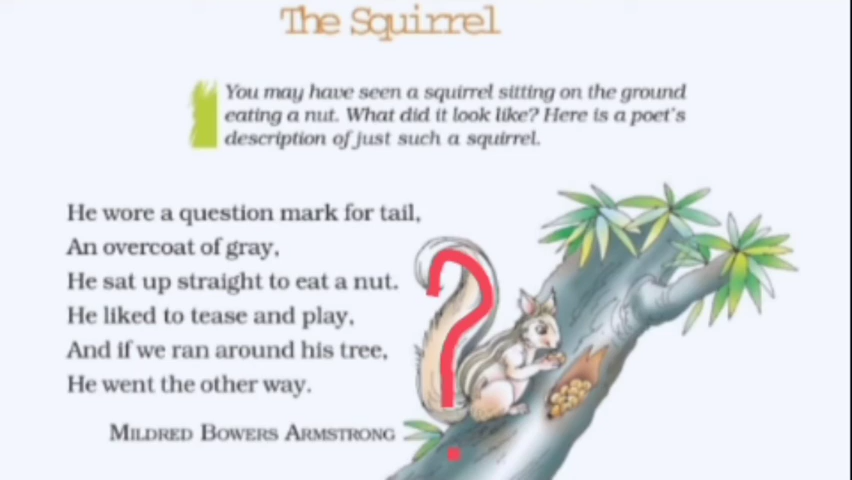 The Squirrel
You may have seen a squirrel sitting on the ground
eating a nut. What did it look like? Here is a poet's
description of just such a squirrel.
He wore a question mark for tail,
An overcoat of gray,
He sat up straight to eat a nut.
He liked to tease and play,
And if we ran around his tree,
He went the other way.
MILDRED BOWERS ARMSTRONG
?